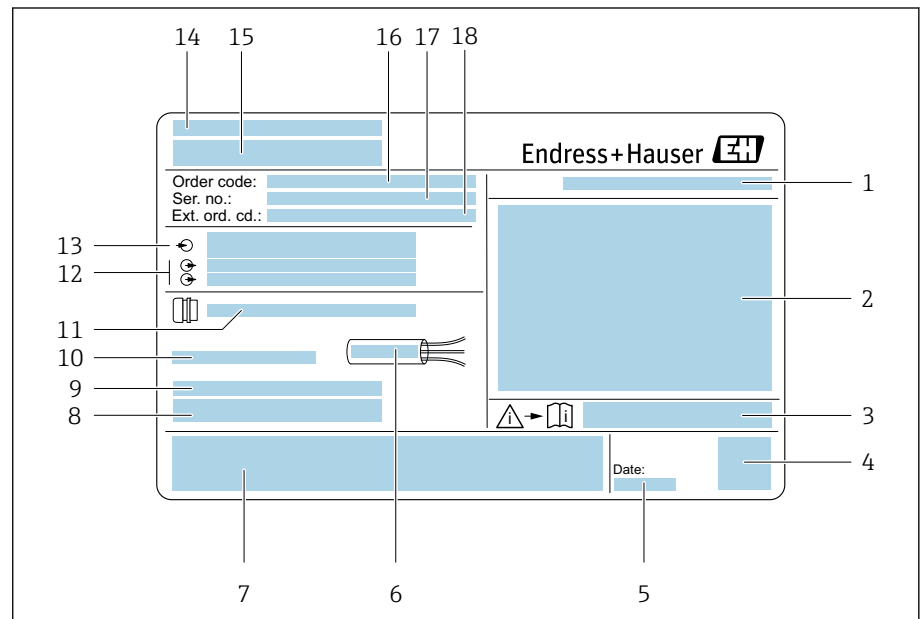 14 15 16 17 18
Endress+Hauser EH
Order code:
Ser. no.:
Ext. ord. cd.:
1
13
12
2
11
10
9
8
i i
3
Date:
4
7 6 5